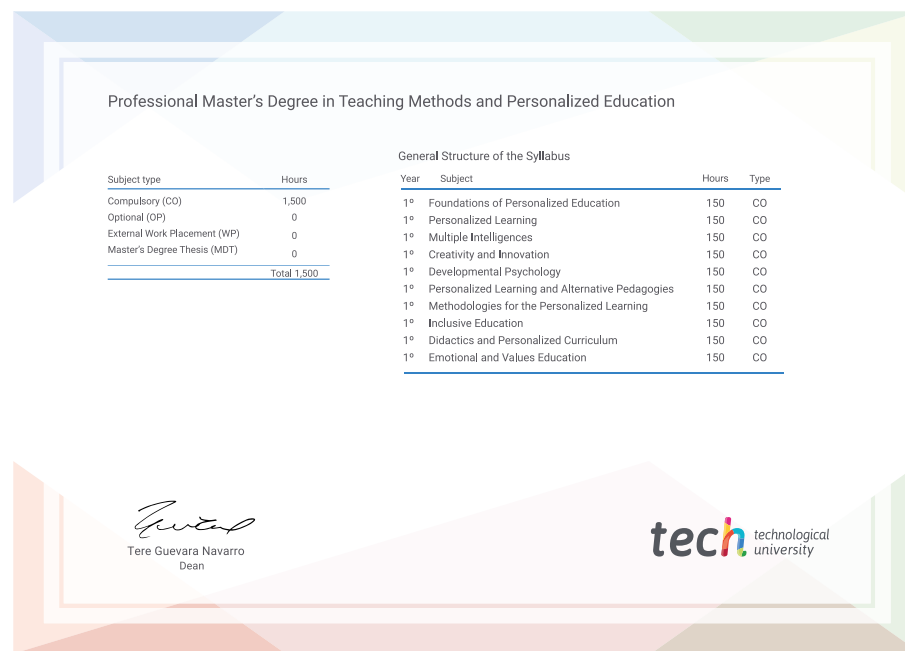 Professional Master's Degree in Teaching Methods and Personalized Education
Subject type Hours
Compulsory (CO) 1,500
Optional (OP) 0
External Work Placement (WP) 0
Master's Degree Thesis (MDT) 0
Total 1,500
General Structure of the Syllabus
Year Subject Hours Type
1º Foundations of Personalized Education 150 CO
1º Personalized Learning 150 CO
1º Multiple Intelligences 150 CO
1º Creativity and Innovation 150 CO
1º Developmental Psychology 150 CO
1º Personalized Learning and Alternative Pedagogies 150 CO
1º Methodologies for the Personalized Learning 150 CO
1º Inclusive Education 150 CO
1º Didactics and Personalized Curriculum 150 CO
1º Emotional and Values Education 150 CO
Tere Guevara Navarro
Dean
tech technological
university